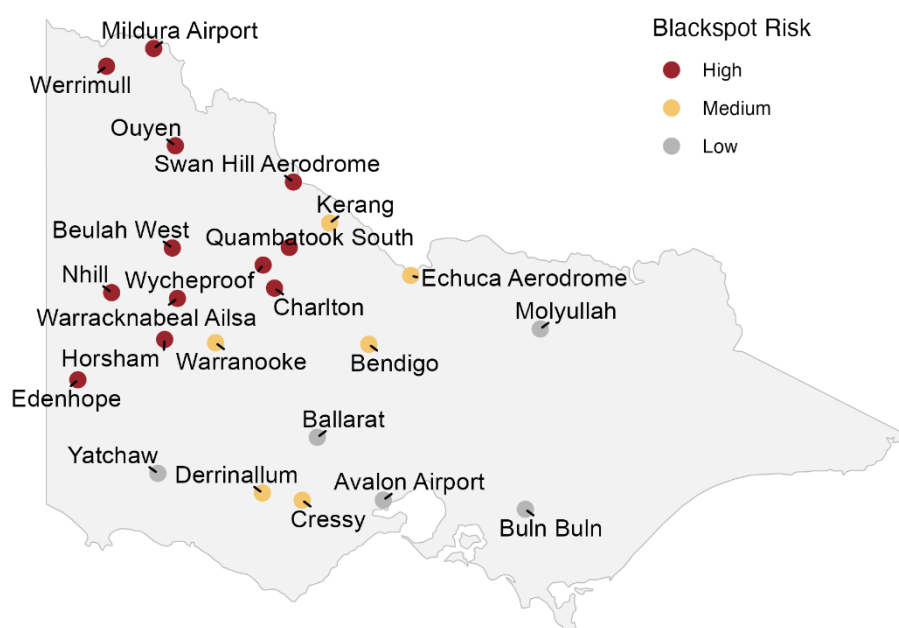 Mildura Airport
Blackspot Risk
Werrimull
High
Medium
Ouyen
Low
Swan Hill Aerodrome
Kerang
Beulah West
Quambatook South
Nhill
Wycheproof
Echuca Aerodrome
Charlton
Molyullah
Warracknabeal Ailsa
Horsham
Warranooke
Bendigo
Edenhope
Ballarat
Yatchaw
Derrinallum
Avalon Airport
Cressy
Buln Buln